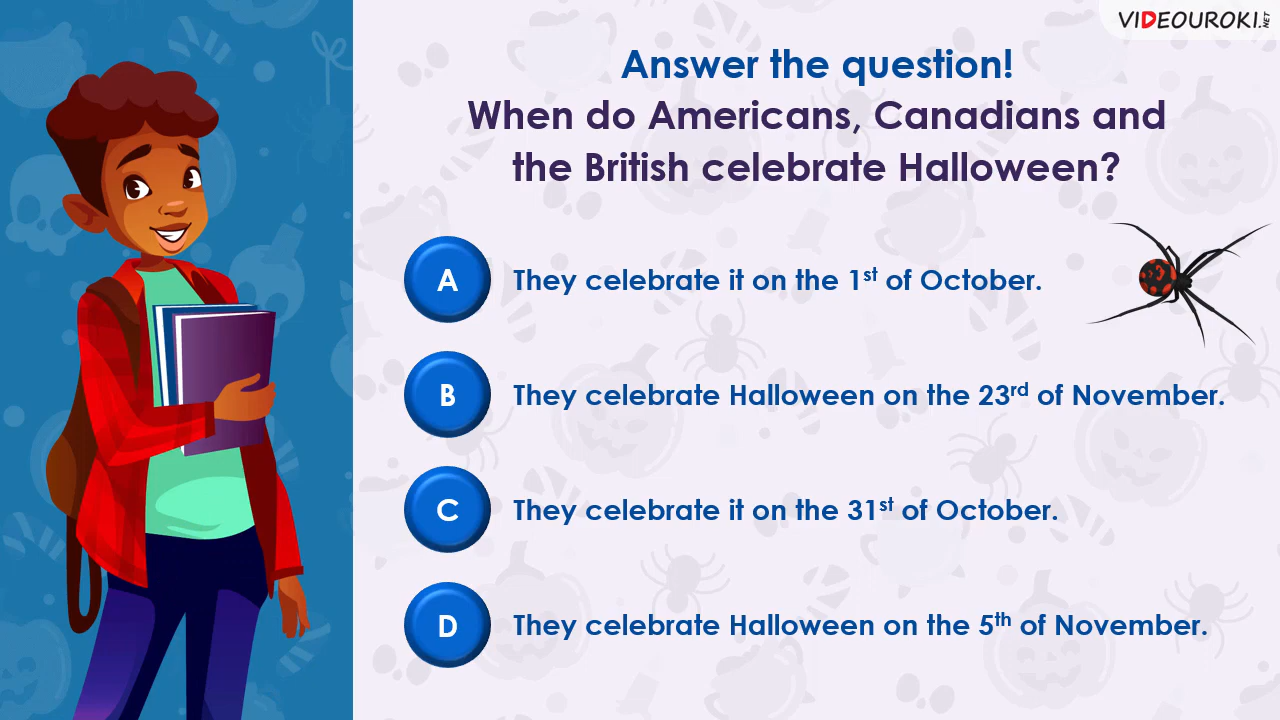 VIDEOUROKI.NET
Answer the question!
When do Americans, Canadians and
the British celebrate Halloween?
A They celebrate it on the 1st of October.
B They celebrate Halloween on the 23rd of November.
C They celebrate it on the 31st of October.
D They celebrate Halloween on the 5th of November.